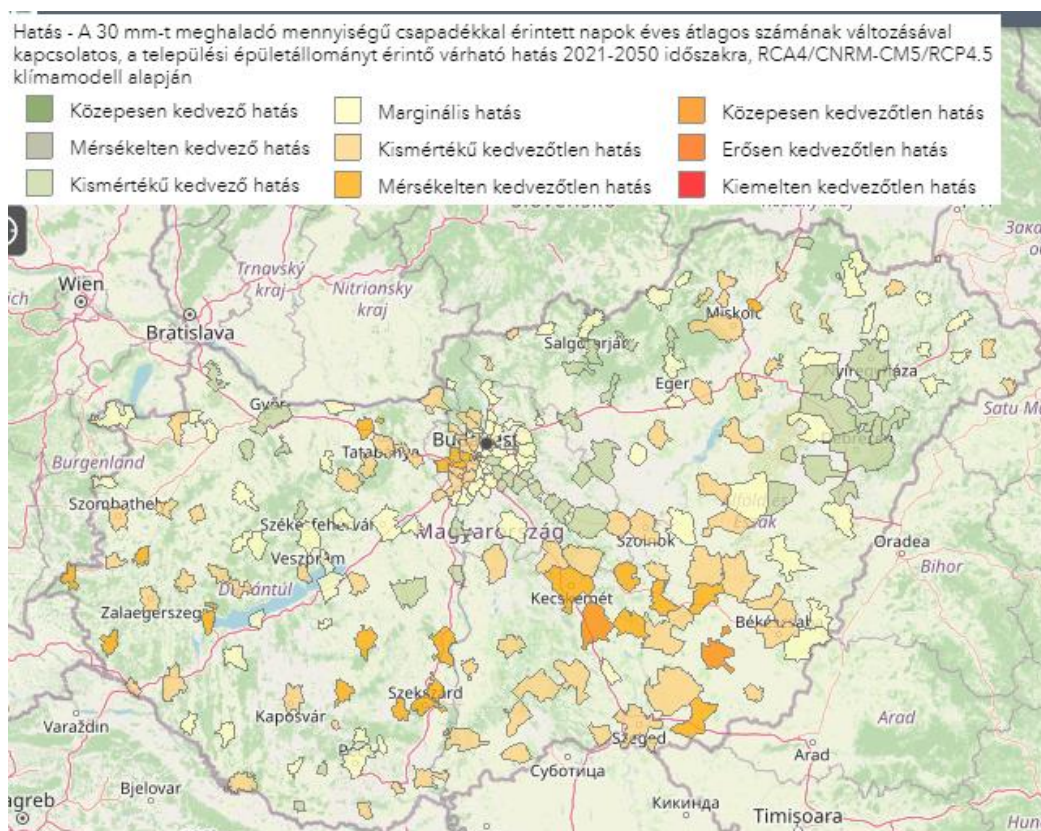 Hatás - A 30 mm-t meghaladó mennyiségű csapadékkal érintett napok éves átlagos számának változásával
kapcsolatos, a települési épületállományt érintő várható hatás 2021-2050 időszakra, RCA4/CNRM-CM5/RCP4.5
klímamodell alapján
Közepesen kedvező hatás
Marginális hatás
Közepesen kedvezőtlen hatás
Mérsékelten kedvező hatás
Kismértékű kedvezőtlen hatás
Erősen kedvezőtlen hatás
Kismértékű kedvező hatás
Mérsékelten kedvezőtlen hatás
Kiemelten kedvezőtlen hatás
Wien
Trnavský
kraj
Nitriansky
kraj
Bratislava
Miskolc
Eger
Győr
Budapest
Tatabánya
Satu
Burgenland
Szombathely
Székesfehérvár
Magyarország
Szolnok
Észak
Oradea
Veszprém
Bihor
Dunántúl
Zalaegerszeg
Kecskemét
Békéscsaba
Szekszárd
Kaposvár
Varaždin
Arad
Szeged
Arad
Суботица
Bjelovar
Кикинда
Timișoara